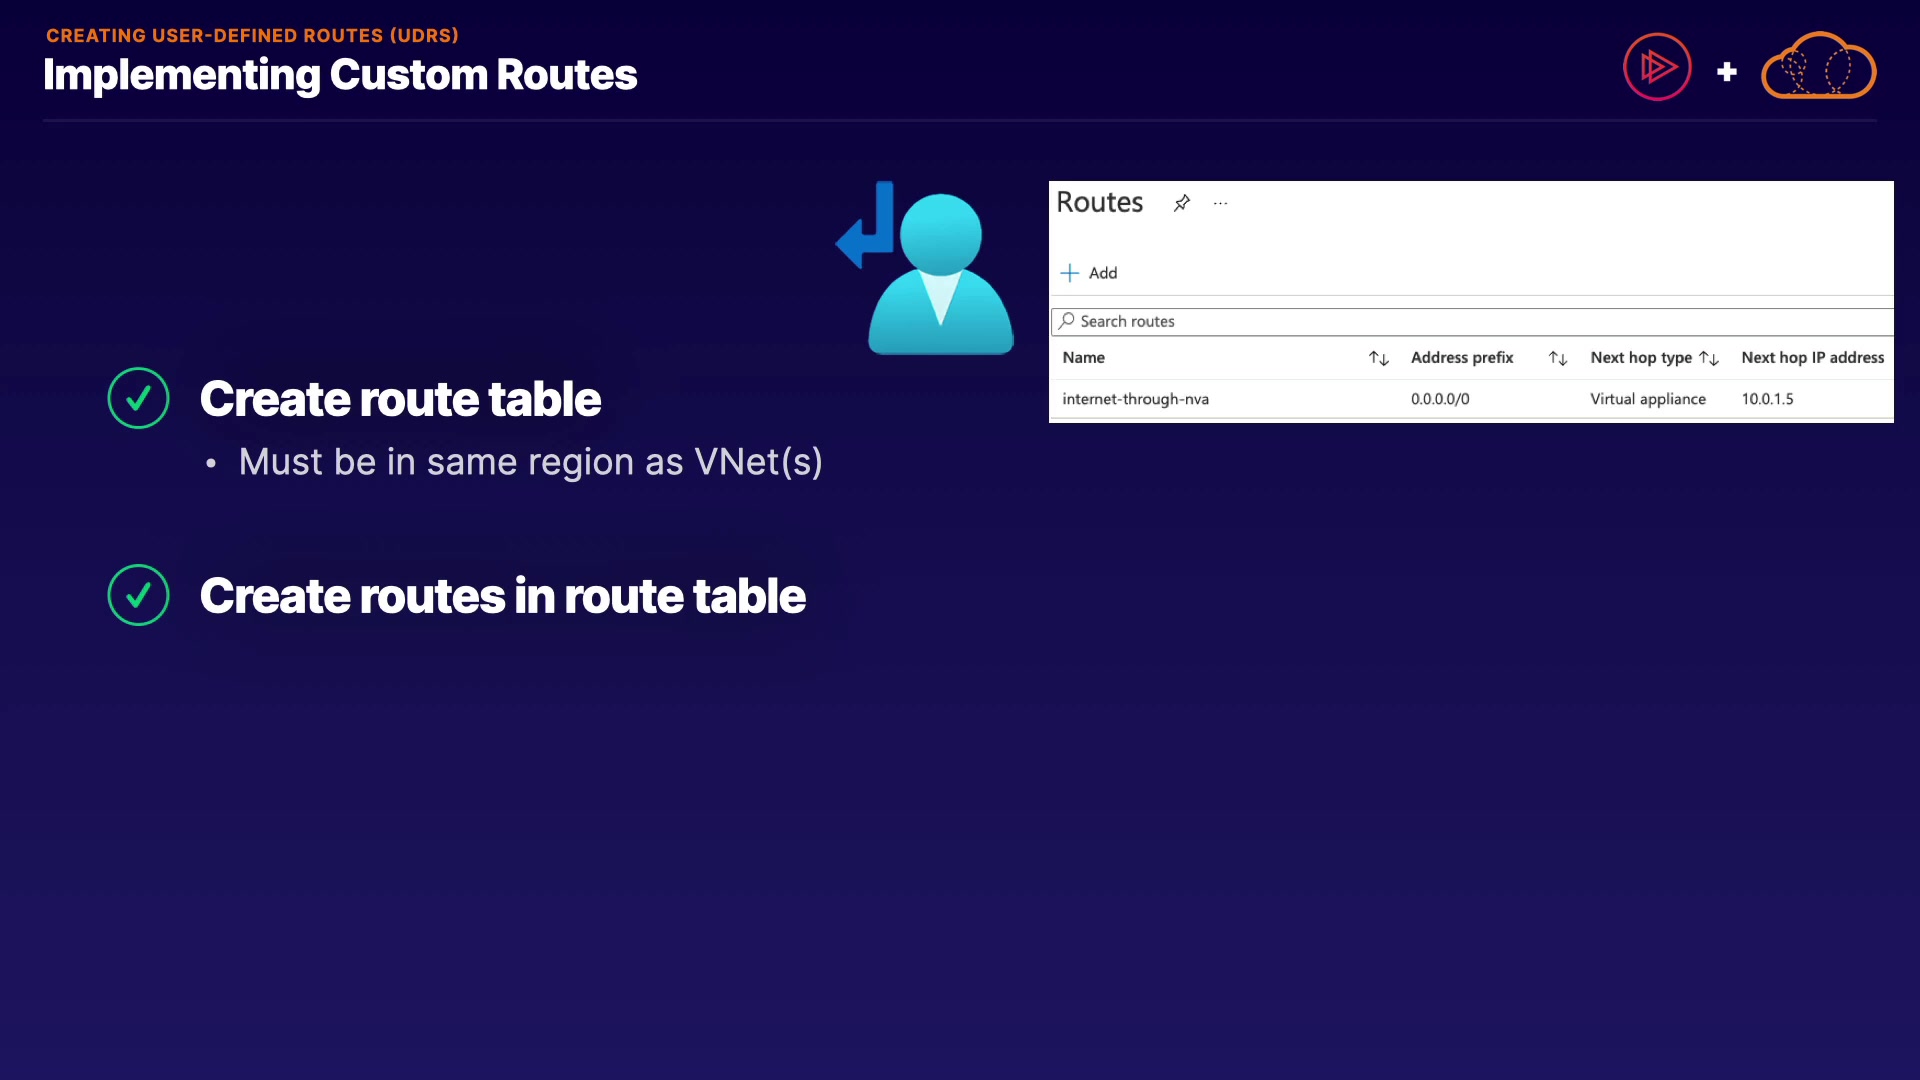 CREATING USER-DEFINED ROUTES (UDRS)
Implementing Custom Routes
Create route table
• Must be in same region as VNet(s)
Create routes in route table
Routes ...
+ Add
Search routes
Name Address prefix Next hop type Next hop IP address
internet-through-nva 0.0.0.0/0 Virtual appliance 10.0.1.5